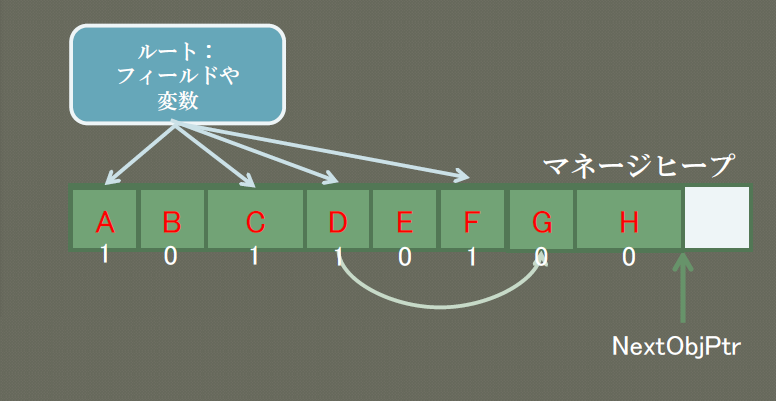 ルート：
フィールドや
変数
マネージヒープ
A B C D E F G H
1 0 1 1 0 1 0 0
NextObjPtr